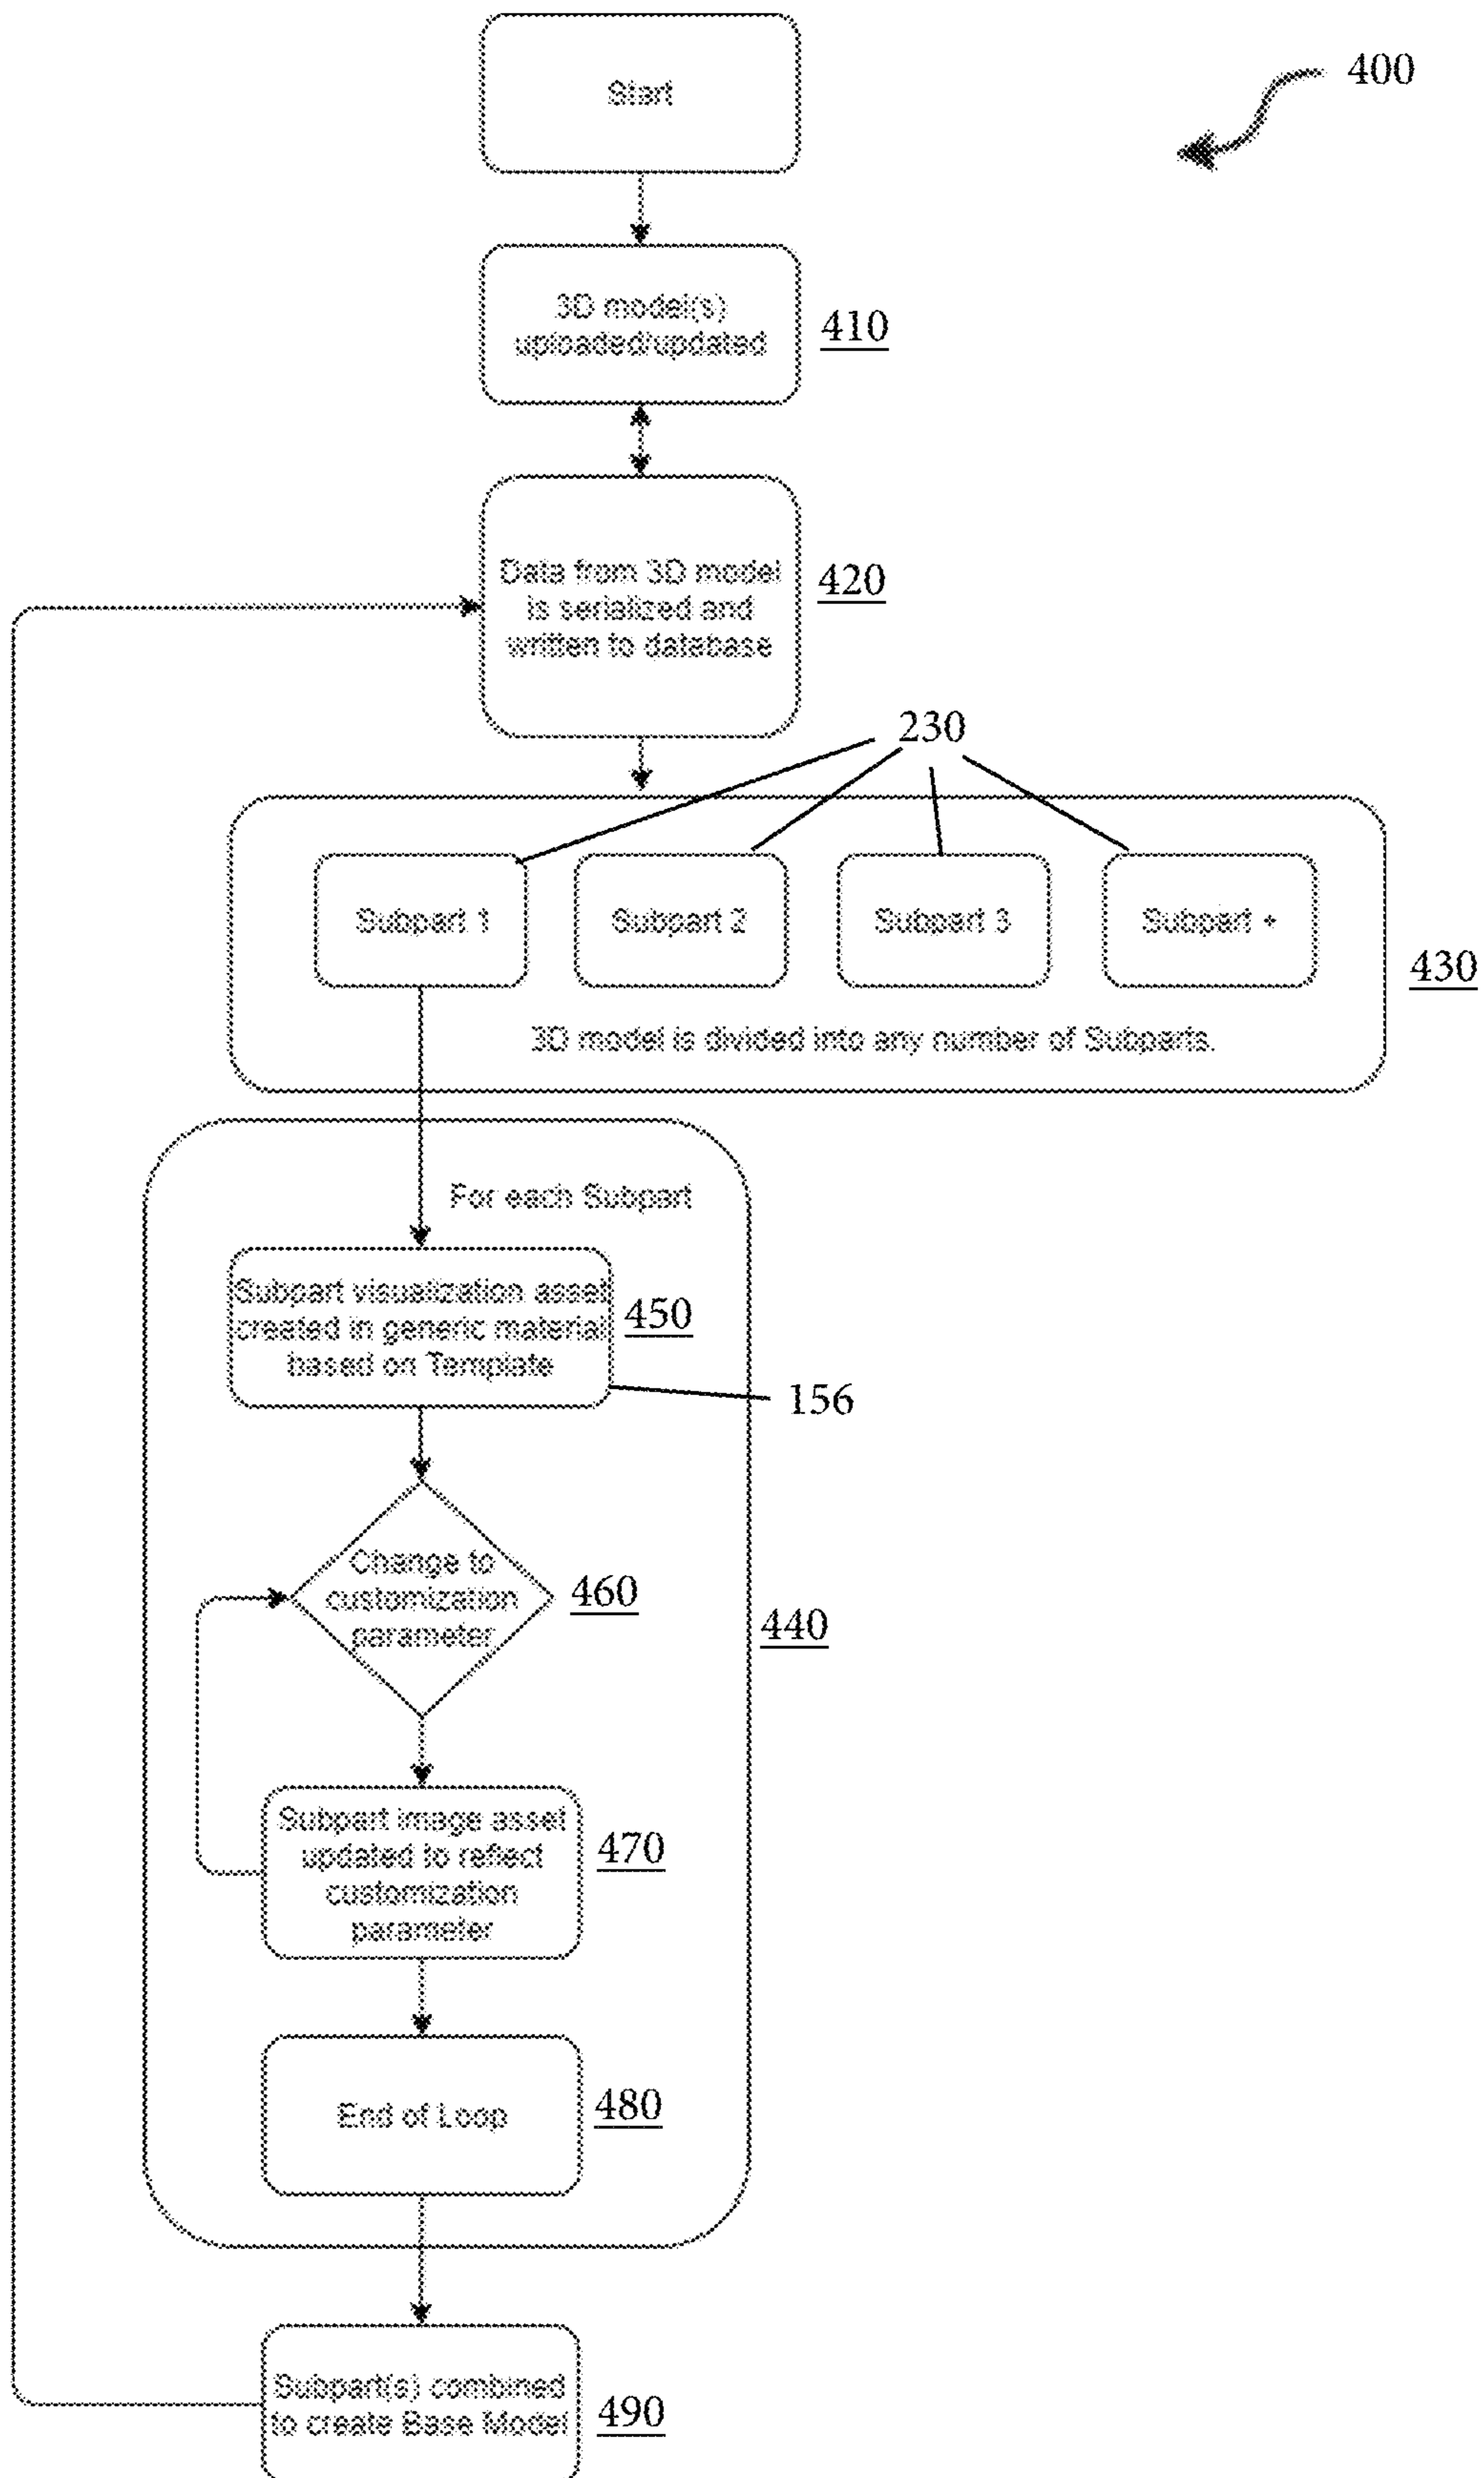 Start
400
3D model(s)
uploaded/updated
410
Data from 3D model
is serialized and
written to database
420
230
Subpart 1
Subpart 2
Subpart 3
Subpart +
430
3D model is divided into any number of Subparts.
For each Subpart
Subpart visualization asset
created in generic material
based on Template
450
156
Change to
customization
parameter
460
440
Subpart image asset
updated to reflect
customization
parameter
470
End of Loop
480
Subpart(s) combined
to create Base Model
490